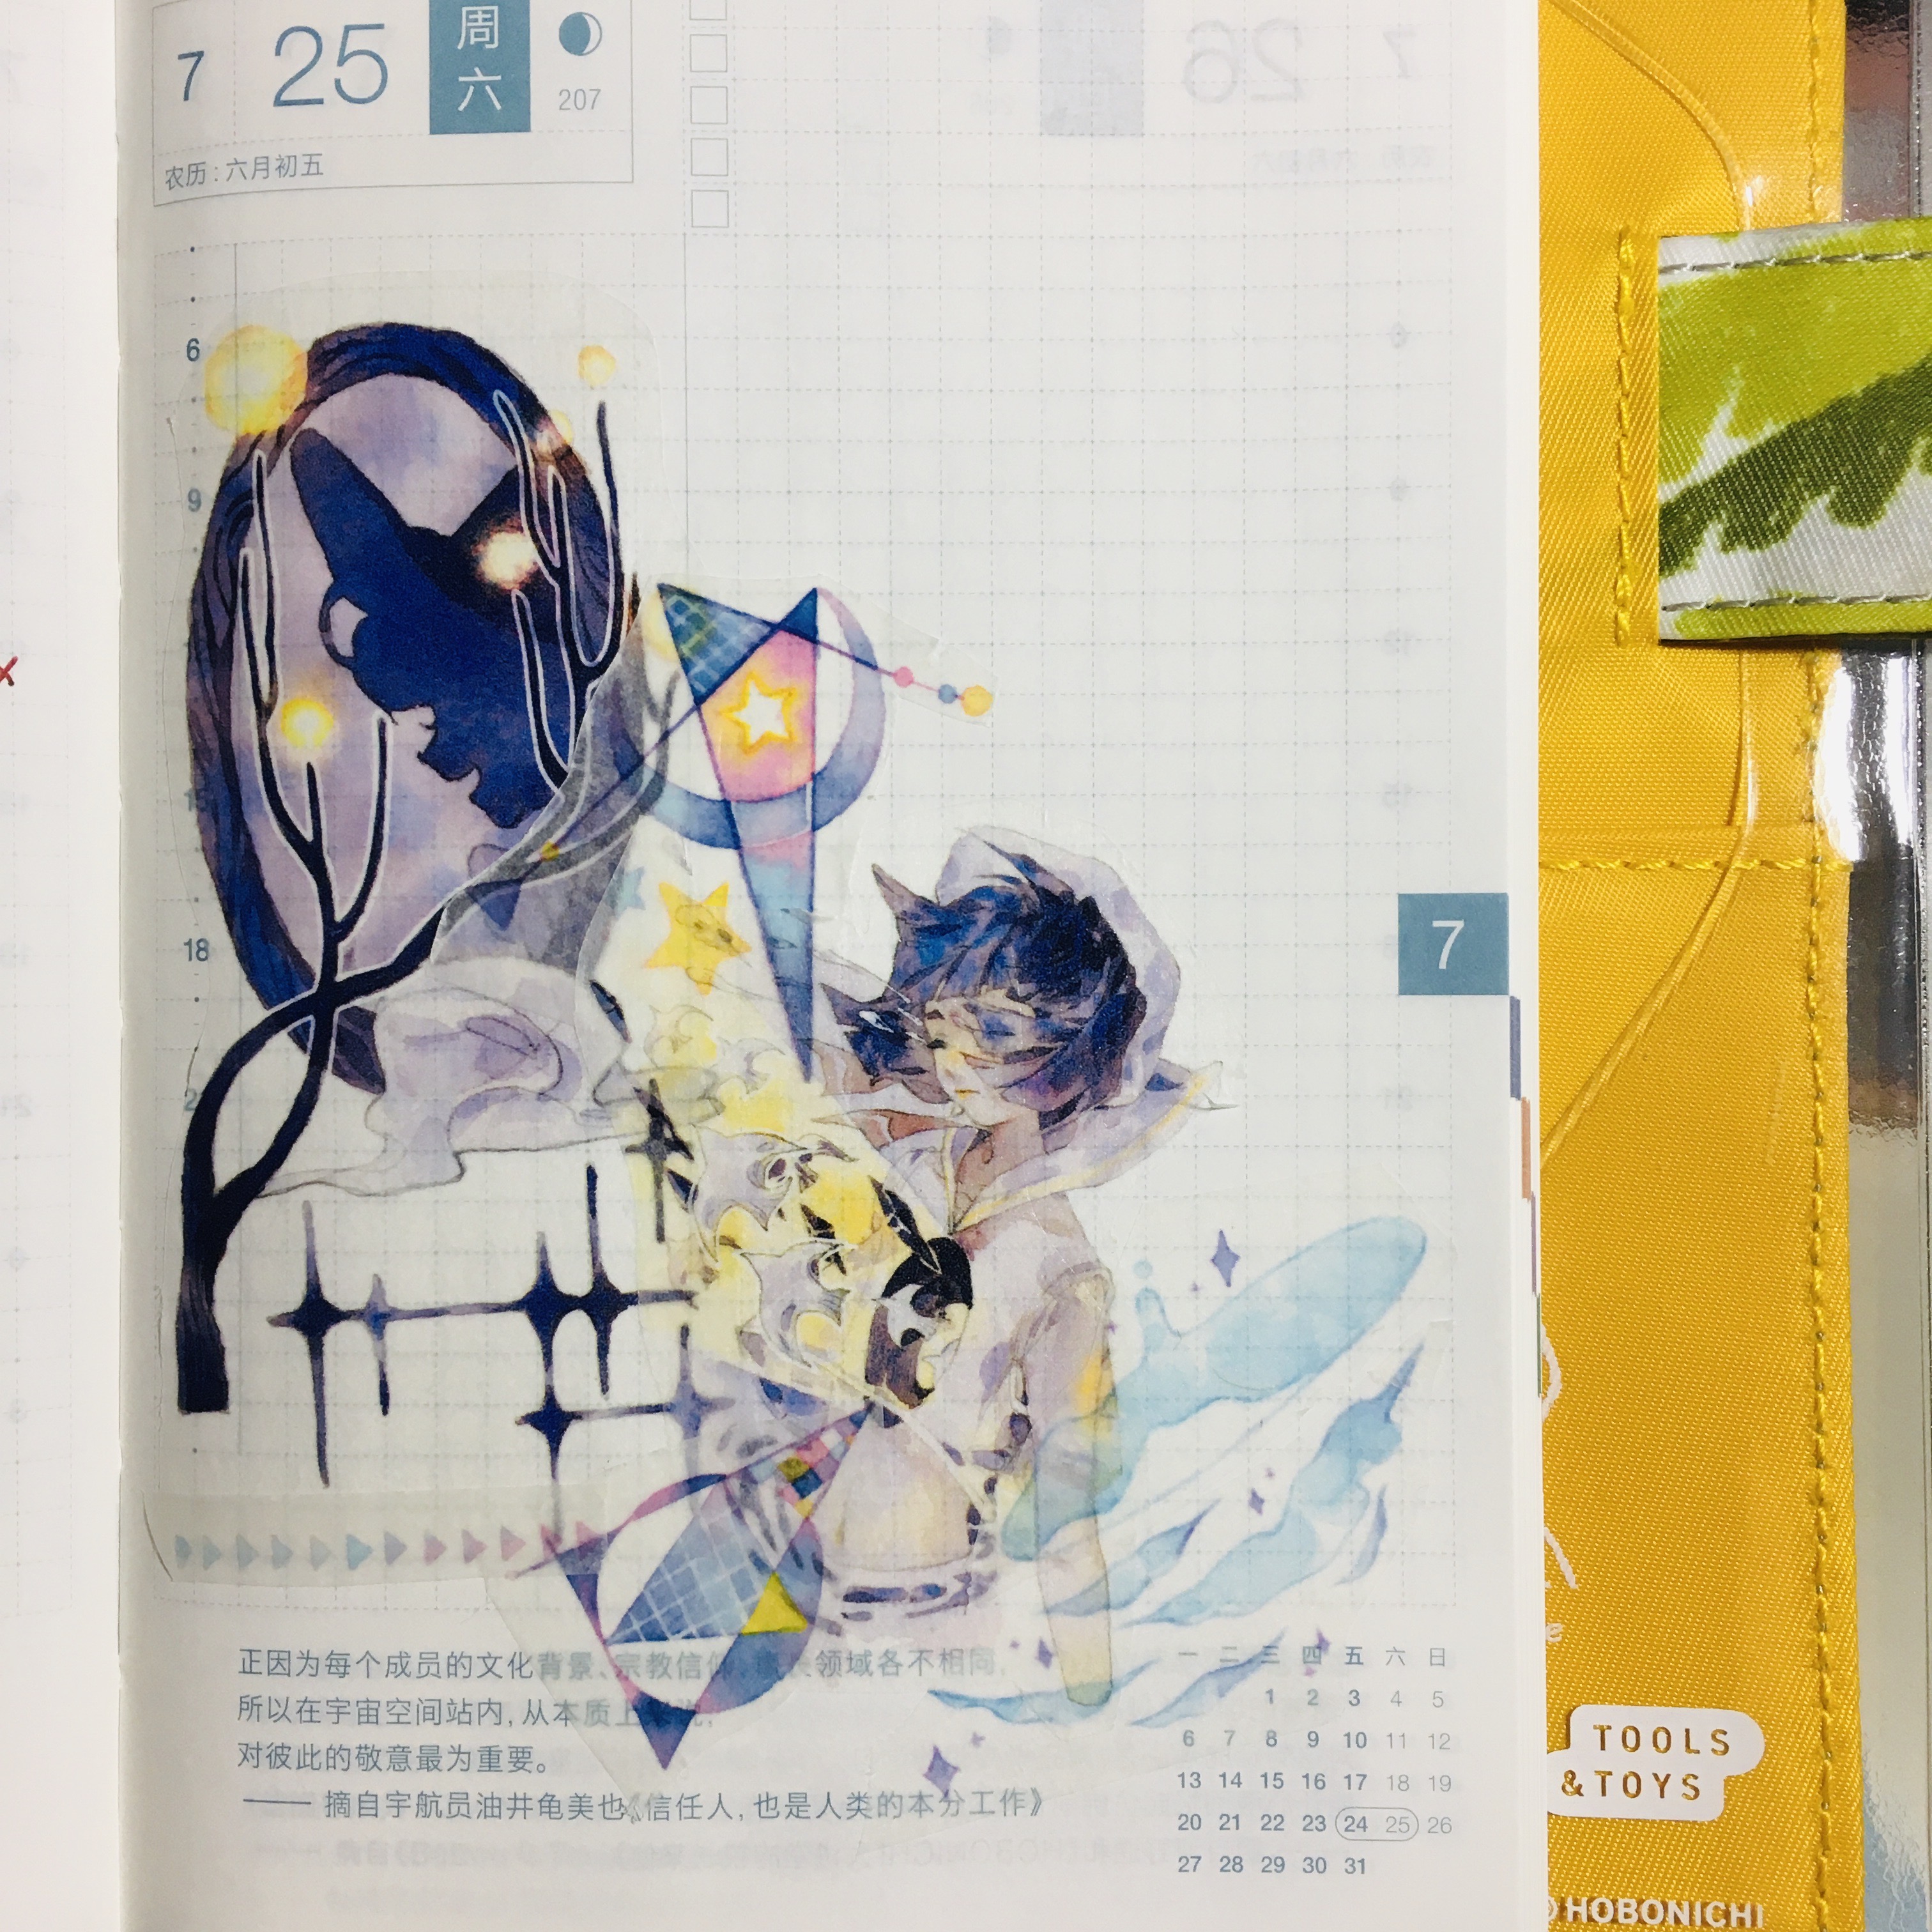 7 25 周六 207
农历:六月初五
6
9
18
7
正因为每个成员的文化背景、宗教信仰、领域各不相同,
所以在宇宙空间站内,从本质上
对彼此的敬意最为重要。
—— 摘自宇航员油井龟美也《信任人,也是人类的本分工作》
一 二 三 四 五 六 日
1 2 3 4 5
6 7 8 9 10 11 12
13 14 15 16 17 18 19
20 21 22 23 24 25 26
27 28 29 30 31
TOOLS
&TOYS
HOBONICHI